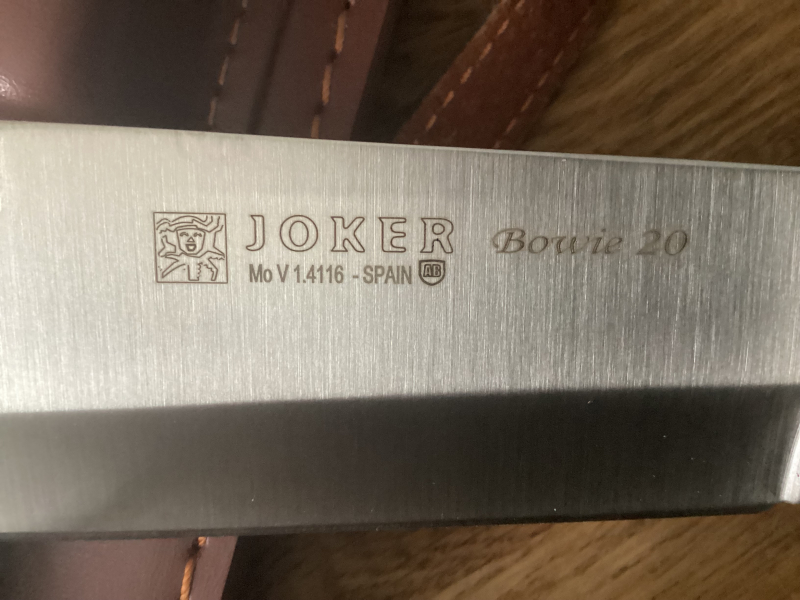 JOKER
Mo V 1.4116 - SPAIN AB
Bowie 20